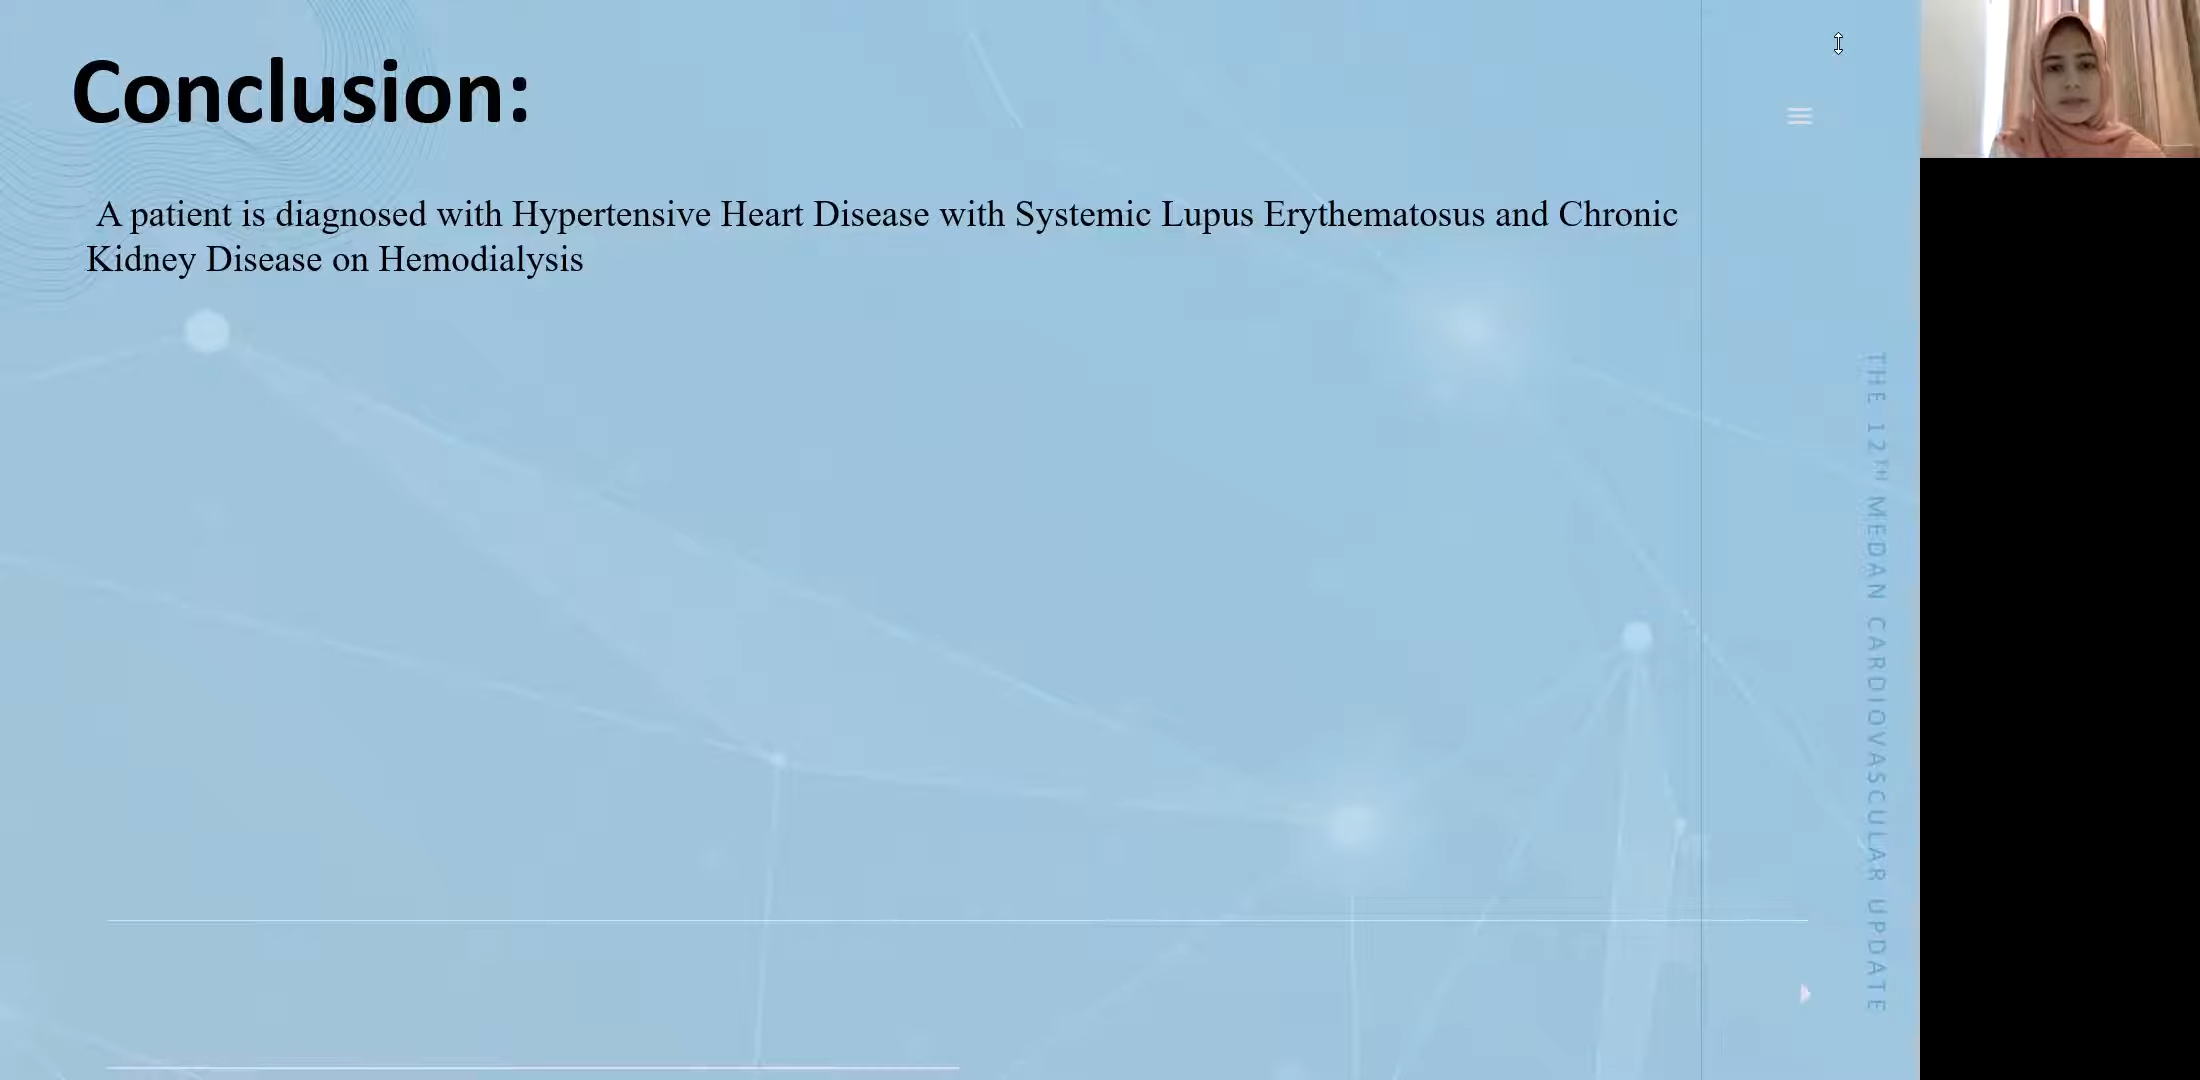 Conclusion:
A patient is diagnosed with Hypertensive Heart Disease with Systemic Lupus Erythematosus and Chronic
Kidney Disease on Hemodialysis
THE 12TH MEDAN CARDIOVASCULAR UPDATE